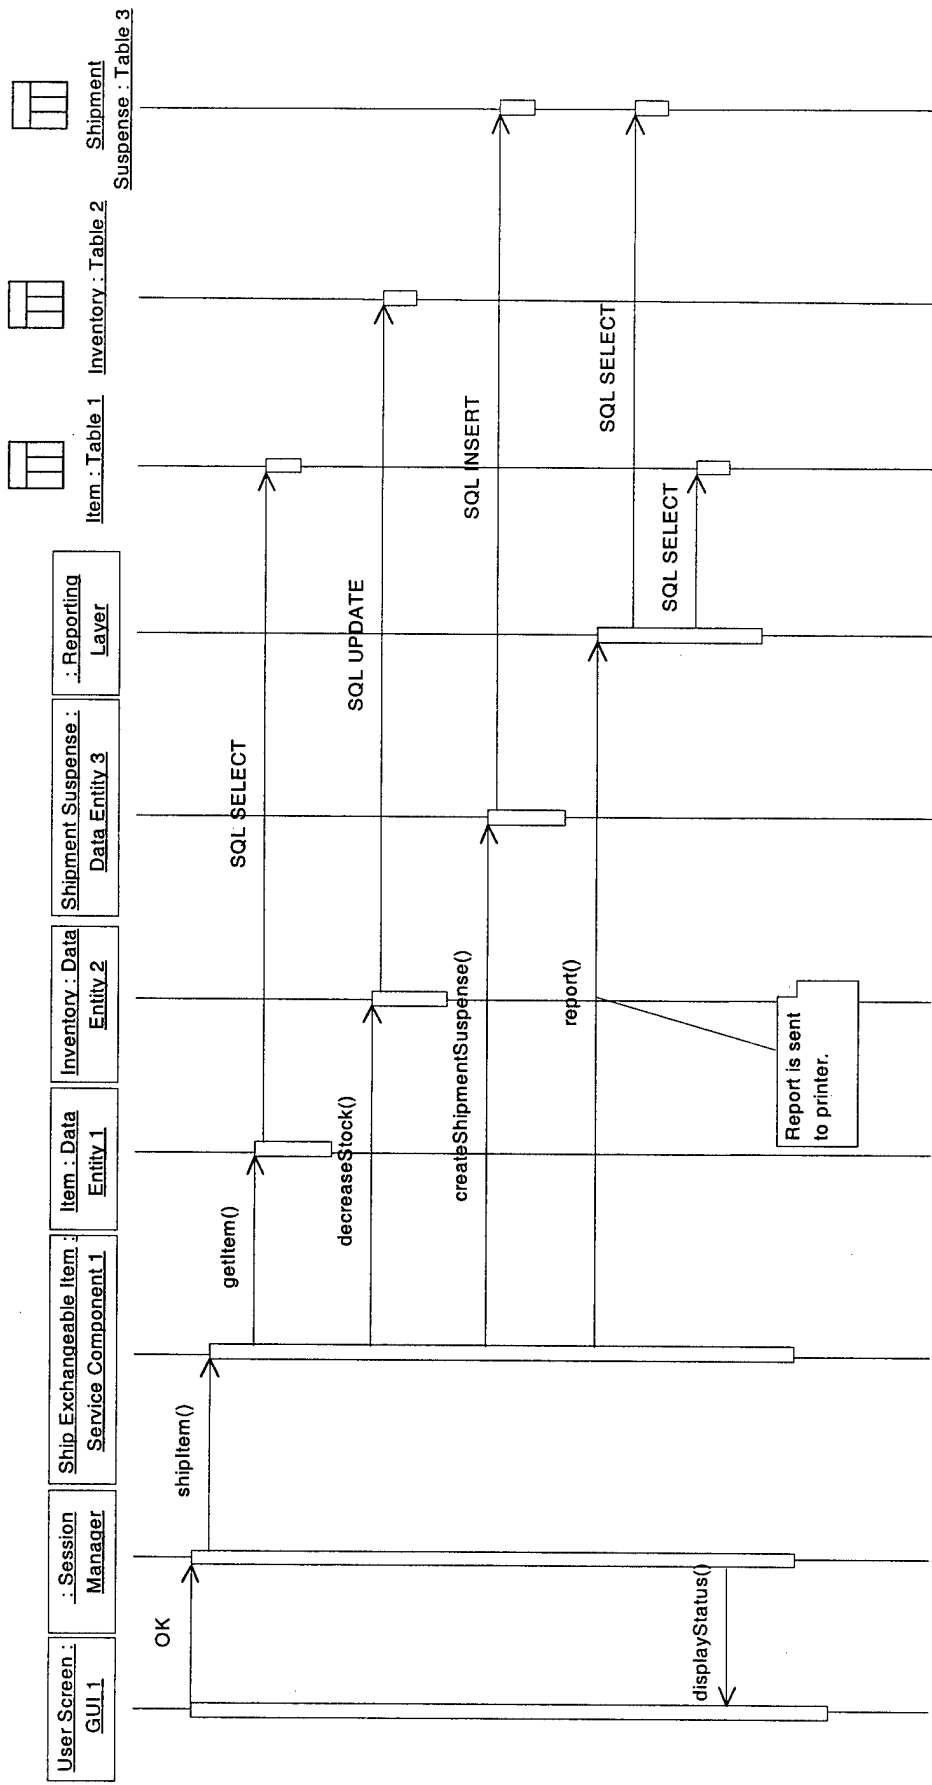 User Screen :
GUI 1
: Session
Manager
Ship Exchangeable Item :
Service Component 1
Item : Data
Entity 1
Inventory : Data
Entity 2
Shipment Suspense :
Data Entity 3
: Reporting
Layer
Item : Table 1
Inventory : Table 2
Shipment
Suspense : Table 3
OK
shipItem()
getItem()
SQL SELECT
decreaseStock()
SQL UPDATE
createShipmentSuspense()
SQL INSERT
report()
SQL SELECT
SQL SELECT
displayStatus()
Report is sent
to printer.